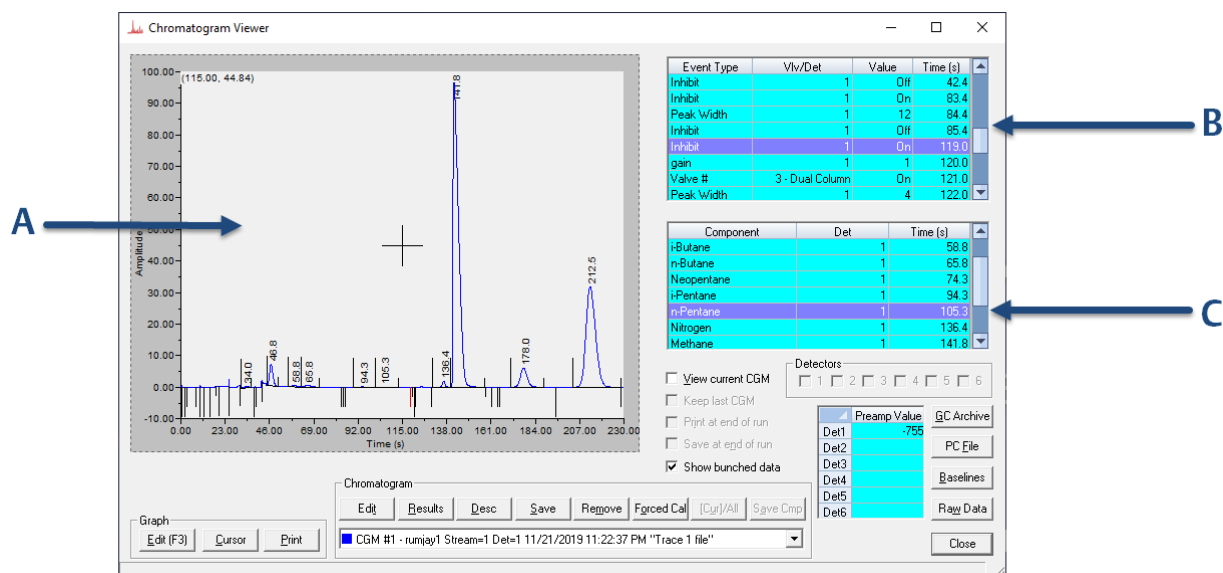 Chromatogram Viewer
A
B
C
(115.00, 44.84)
100.00
90.00
80.00
70.00
60.00
50.00
40.00
30.00
20.00
10.00
0.00
-10.00
Amplitude
34.0
46.8
58.8
65.8
94.3
105.3
136.4
141.8
178.0
212.5
0.00 23.00 46.00 69.00 92.00 115.00 138.00 161.00 184.00 207.00 230.00
Time (s)
Event Type Vlv/Det Value Time (s)
Inhibit 1 Off 42.4
Inhibit 1 On 83.4
Peak Width 1 12 84.4
Inhibit 1 Off 85.4
Inhibit 1 On 119.0
gain 1 1 120.0
Valve # 3 - Dual Column On 121.0
Peak Width 1 4 122.0
Component Det Time (s)
i-Butane 1 58.8
n-Butane 1 65.8
Neopentane 1 74.3
i-Pentane 1 94.3
n-Pentane 1 105.3
Nitrogen 1 136.4
Methane 1 141.8
View current CGM
Keep last CGM
Print at end of run
Save at end of run
Show bunched data
Detectors
1 2 3 4 5 6
Preamp Value
Det1 -755
Det2
Det3
Det4
Det5
Det6
GC Archive
PC File
Baselines
Raw Data
Close
Graph
Edit (F3) Cursor Print
Chromatogram
Edit Results Desc Save Remove Forced Cal (Cur)/All Save Cmp
CGM #1 - rumjay1 Stream=1 Det=1 11/21/2019 11:22:37 PM "Trace 1 file"